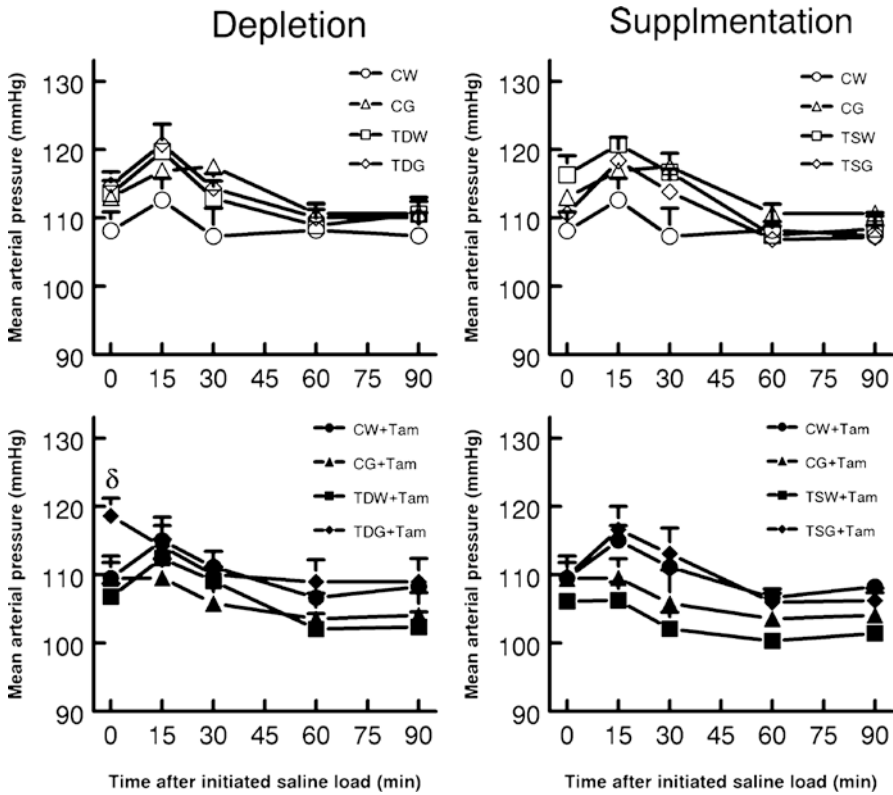 Depletion
Supplmentation
Mean arterial pressure (mmHg)
130
120
110
100
90
CW
CG
TDW
TDG
0 15 30 45 60 75 90
Mean arterial pressure (mmHg)
130
120
110
100
90
CW
CG
TSW
TSG
0 15 30 45 60 75 90
Mean arterial pressure (mmHg)
130
120
110
100
90
δ
CW+Tam
CG+Tam
TDW+Tam
TDG+Tam
0 15 30 45 60 75 90
Time after initiated saline load (min)
Mean arterial pressure (mmHg)
130
120
110
100
90
CW+Tam
CG+Tam
TSW+Tam
TSG+Tam
0 15 30 45 60 75 90
Time after initiated saline load (min)